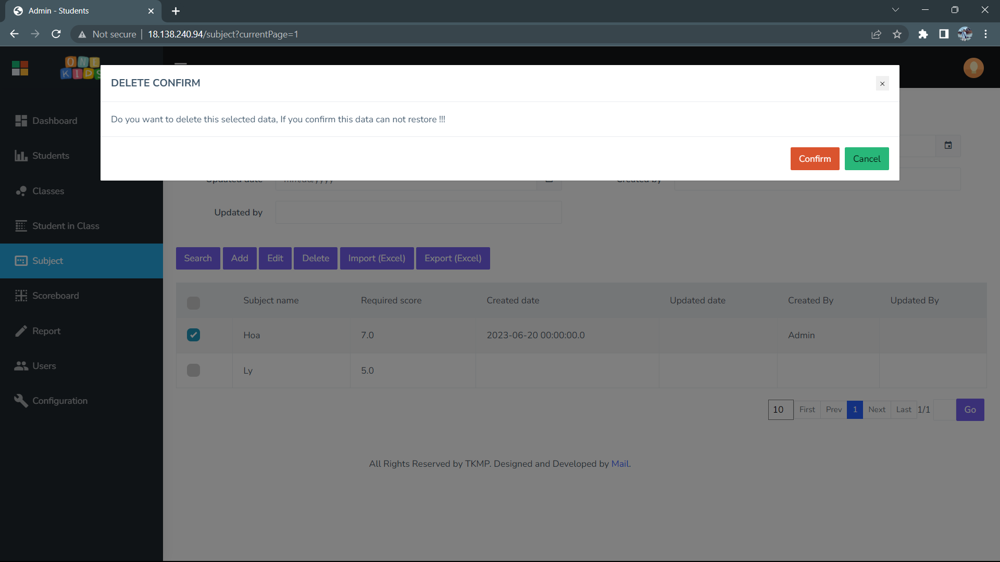 Admin - Students
Not secure
18.138.240.94/subject?currentPage=1
ONE
KIDS
DELETE CONFIRM
×
Do you want to delete this selected data, If you confirm this data can not restore !!!
Confirm
Cancel
Dashboard
Students
Classes
Student in Class
Subject
Scoreboard
Report
Users
Configuration
Updated date
mm/dd/yyyy
Created by
Updated by
Search
Add
Edit
Delete
Import (Excel)
Export (Excel)
Subject name
Required score
Created date
Updated date
Created By
Updated By
Hoa
7.0
2023-06-20 00:00:00.0
Admin
Ly
5.0
10
First
Prev
1
Next
Last
1/1
Go
All Rights Reserved by TKMP. Designed and Developed by Mail.